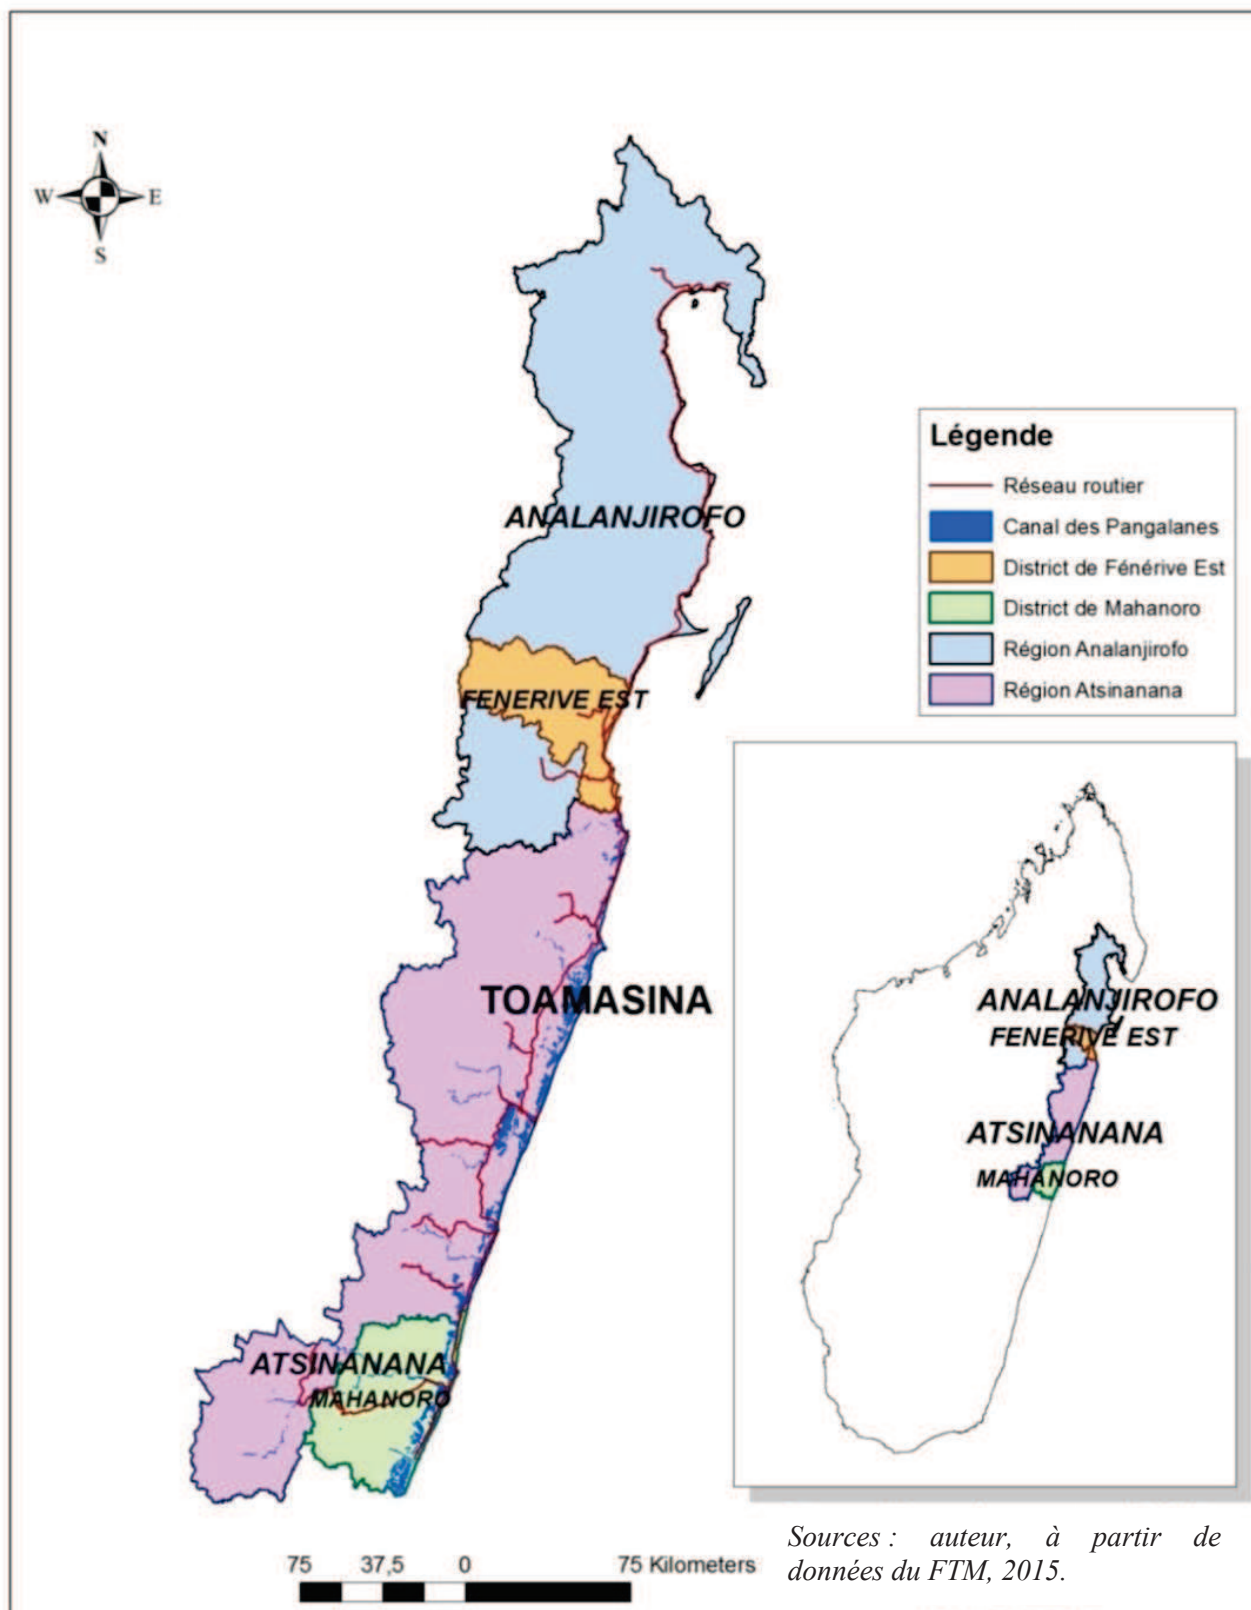 N
W E
S
ANALANJIROFO
FENERIVE EST
TOAMASINA
ATSINANANA
MAHANORO
Légende
Réseau routier
Canal des Pangalanes
District de Fénérive Est
District de Mahanoro
Région Analanjirofo
Région Atsinanana
ANALANJIROFO
FENERIVE EST
ATSINANANA
MAHANORO
75 37,5 0 75 Kilometers
Sources : auteur, à partir de
données du FTM, 2015.